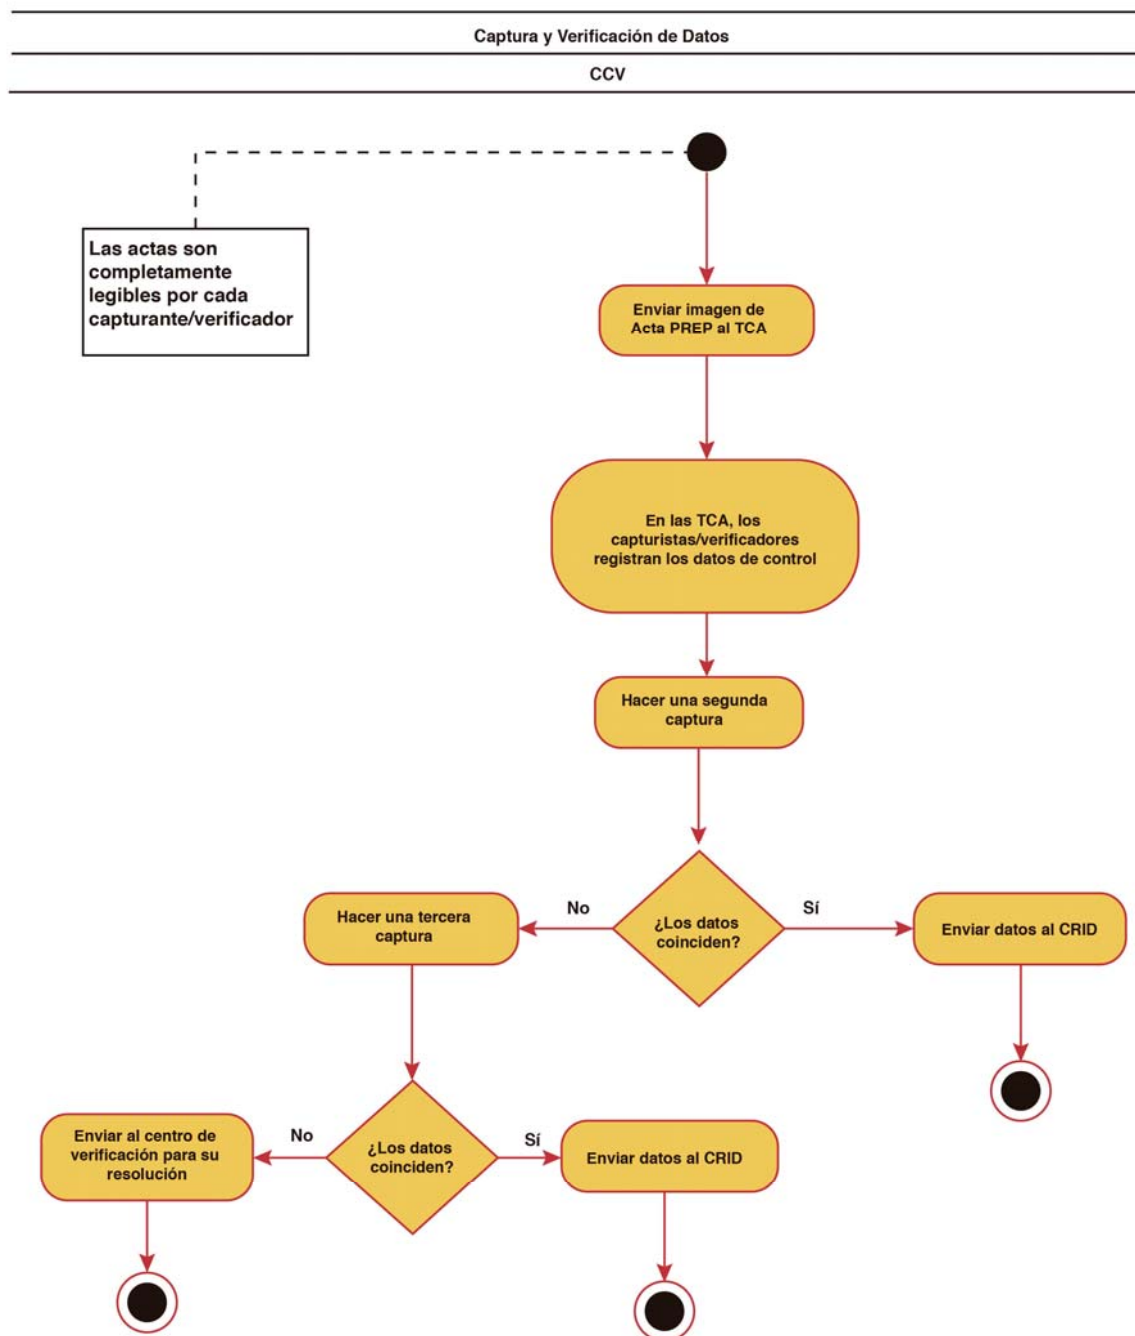 Captura y Verificación de Datos
CCV
Las actas son
completamente
legibles por cada
capturante/verificador
Enviar imagen de
Acta PREP al TCA
En las TCA, los
capturistas/verificadores
registran los datos de control
Hacer una segunda
captura
¿Los datos
coinciden?
No
Sí
Hacer una tercera
captura
Enviar datos al CRID
¿Los datos
coinciden?
No
Sí
Enviar al centro de
verificación para su
resolución
Enviar datos al CRID